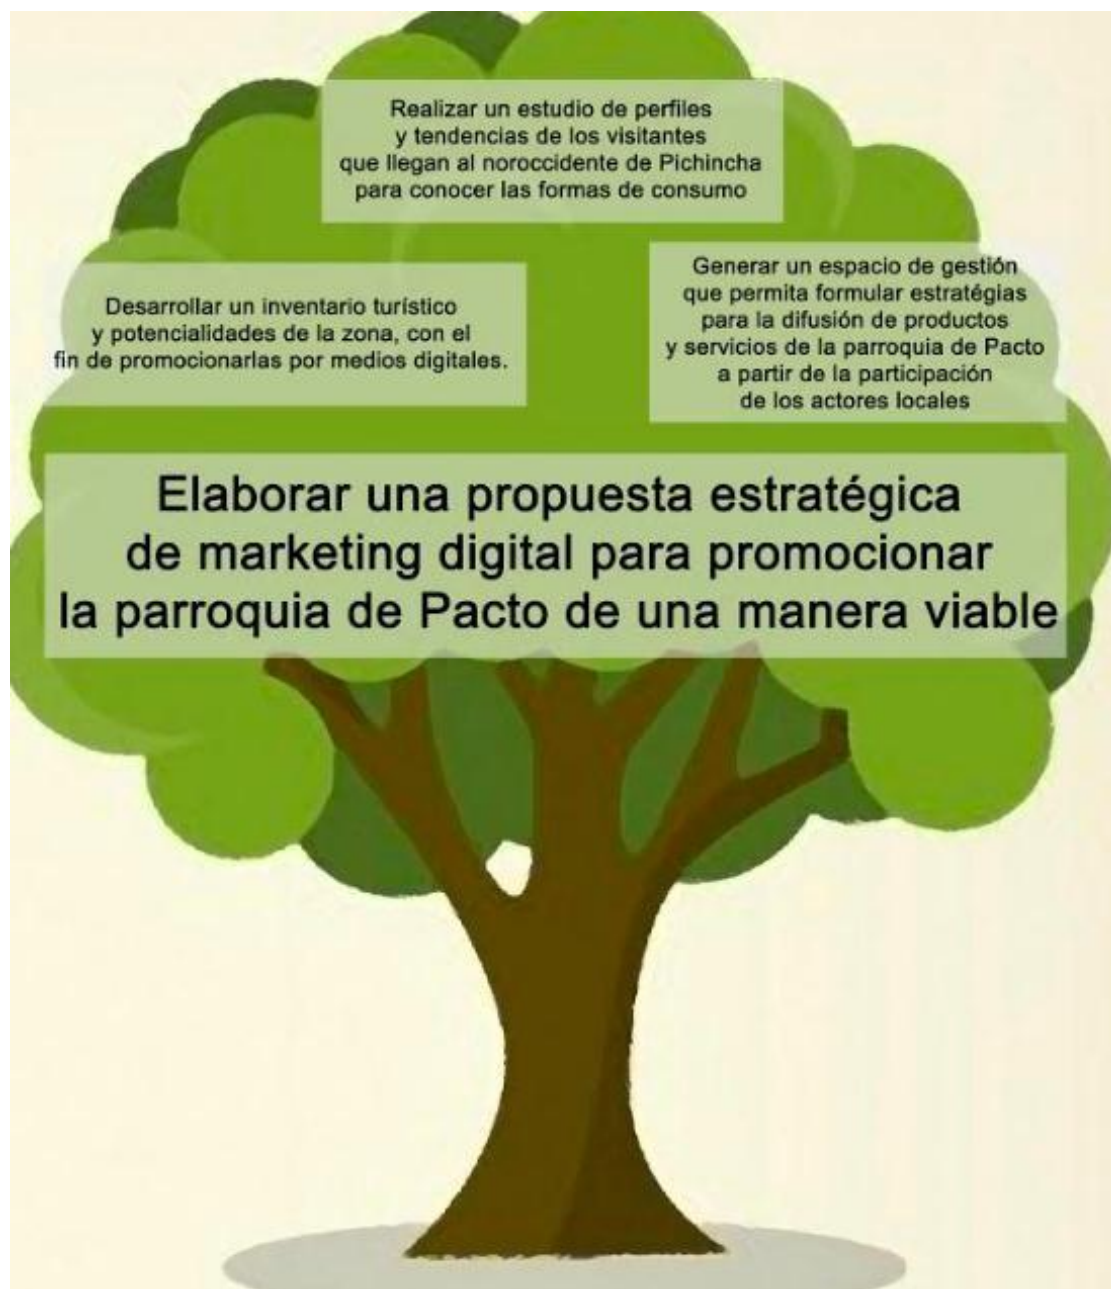 Realizar un estudio de perfiles
y tendencias de los visitantes
que llegan al noroccidente de Pichincha
para conocer las formas de consumo
Desarrollar un inventario turístico
y potencialidades de la zona, con el
fin de promocionarlas por medios digitales.
Generar un espacio de gestión
que permita formular estratégias
para la difusión de productos
y servicios de la parroquia de Pacto
a partir de la participación
de los actores locales
Elaborar una propuesta estratégica
de marketing digital para promocionar
la parroquia de Pacto de una manera viable